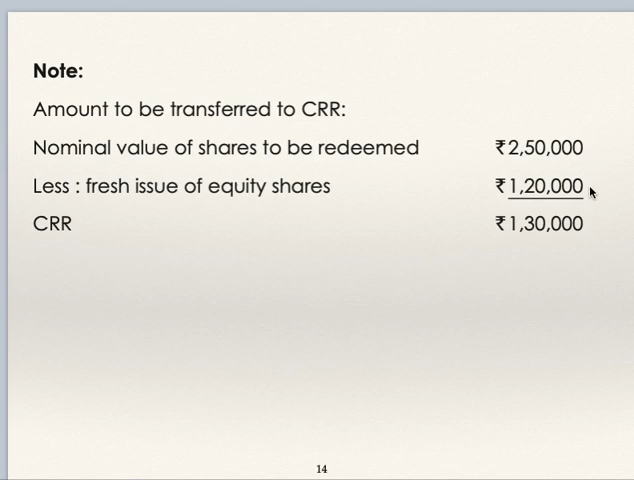 Note:
Amount to be transferred to CRR:
Nominal value of shares to be redeemed ₹2,50,000
Less : fresh issue of equity shares ₹1,20,000
CRR ₹1,30,000
14